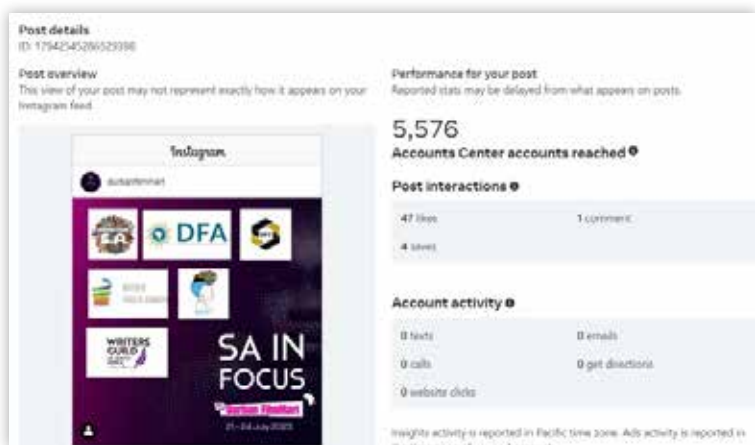 Post details
Post overview
This view of your post may not represent exactly how it appears on your
Instagram feed.
Instagram
DFA
WRITERS
GUILD
SA IN
FOCUS
Durban FilmMart
Performance for your post
Reported stats may be delayed from what appears on posts.
5,576
Accounts Center accounts reached
Post interactions
47 likes
1 comment
4 saves
Account activity
0 texts
0 emails
0 calls
0 get directions
0 website clicks
Insights activity is reported in Pacific time zone. Ads activity is reported in